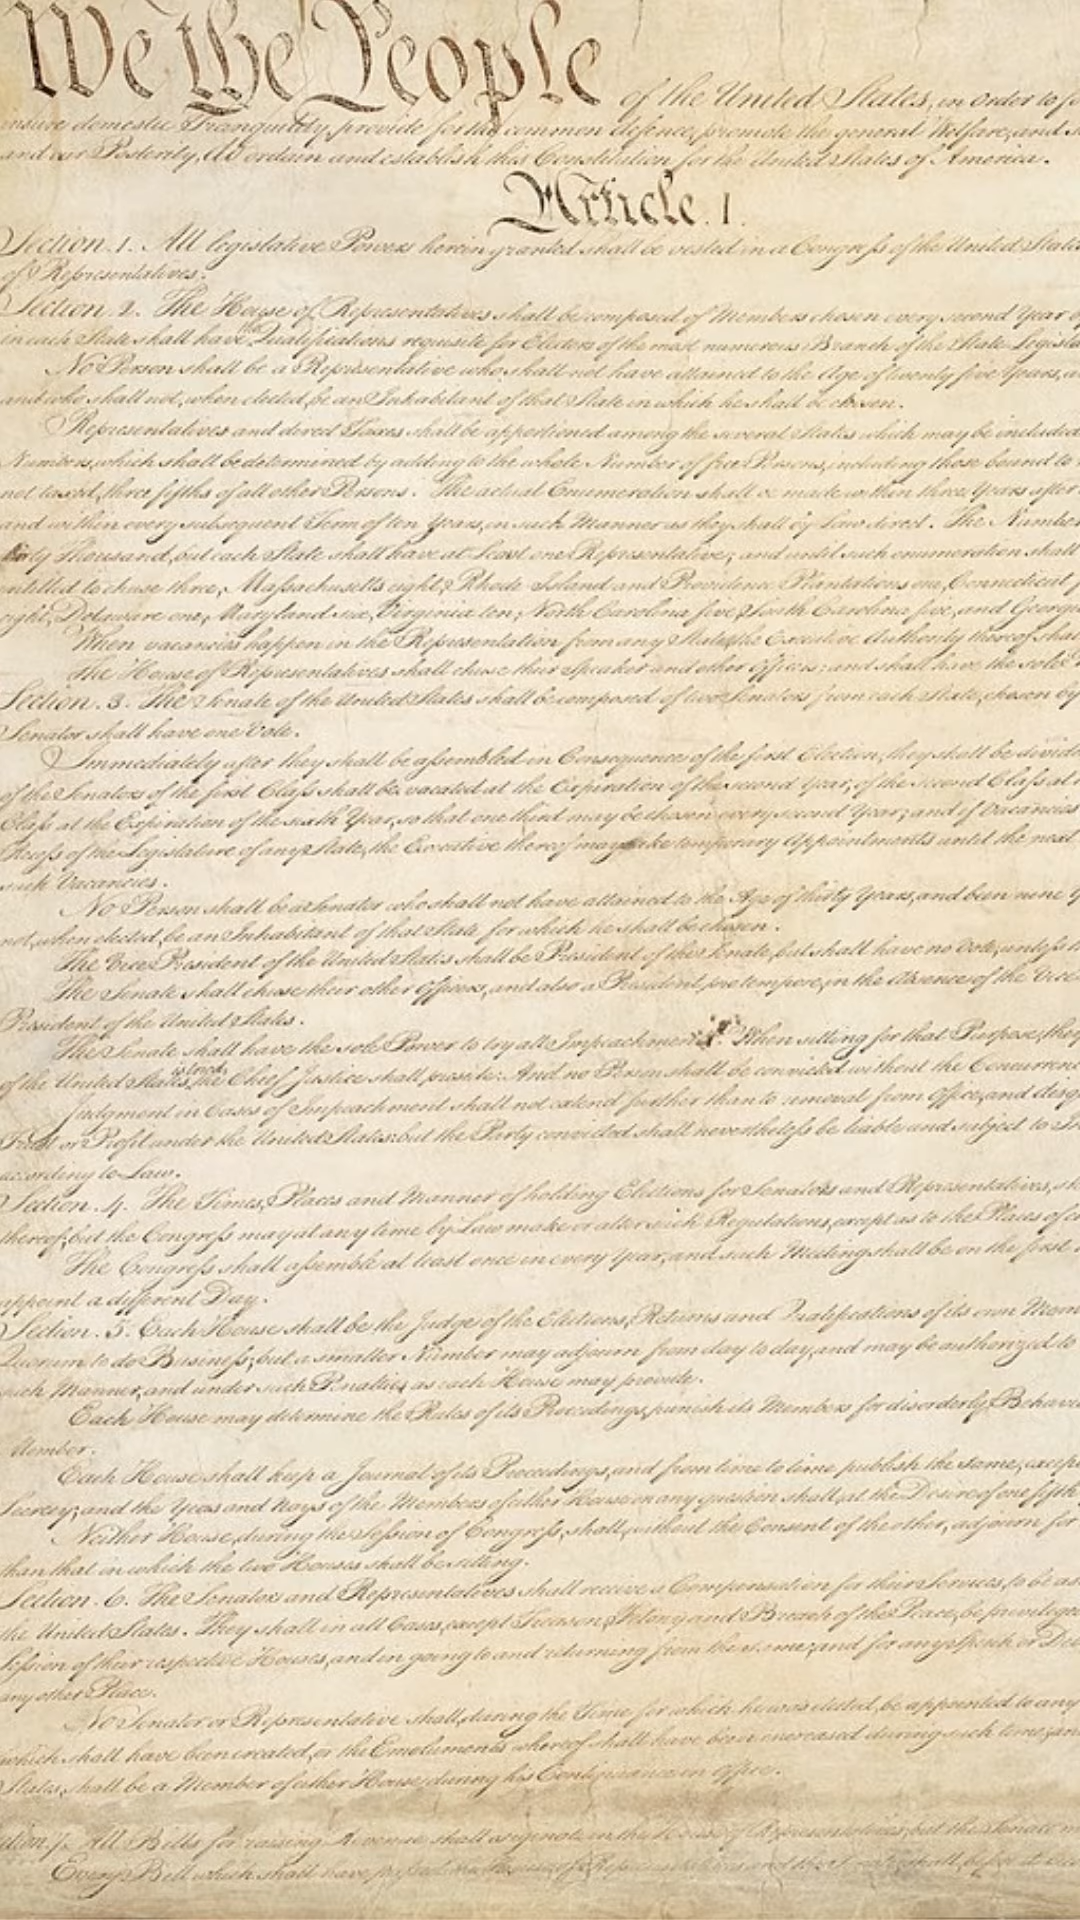 We the People of the United States, in Order to fo
insure domestic Tranquility, provide for the common defence, promote the general Welfare, and s
and our Posterity, do ordain and establish this Constitution for the United States of America.
Article. I.
Section. 1. All legislative Powers herein granted shall be vested in a Congress of the United States
of Representatives.
Section. 2. The House of Representatives shall be composed of Members chosen every second Year
in each State shall have the Qualifications requisite for Electors of the most numerous Branch of the State Legisla
No Person shall be a Representative who shall not have attained to the Age of twenty five Years, a
and who shall not, when elected, be an Inhabitant of that State in which he shall be chosen.
Representatives and direct Taxes shall be apportioned among the several States which may be included
Numbers, which shall be determined by adding to the whole Number of free Persons, including those bound to
not taxed, three fifths of all other Persons. The actual Enumeration shall be made within three Years after
and within every subsequent Term of ten Years, in such Manner as they shall by Law direct. The Number
thirty Thousand, but each State shall have at Least one Representative; and until such enumeration shall
entitled to chuse three, Massachusetts eight, Rhode Island and Providence Plantations one, Connecticut f
eight, Delaware one, Maryland six, Virginia ten, North Carolina five, South Carolina five, and Georgia
When vacancies happen in the Representation from any State, the Executive Authority thereof shall
The House of Representatives shall chuse their Speaker and other Officers; and shall have the sole
Section. 3. The Senate of the United States shall be composed of two Senators from each State, chosen by
Senator shall have one Vote.
Immediately after they shall be assembled in Consequence of the first Election, they shall be divide
of the Senators of the first Class shall be vacated at the Expiration of the second Year, of the second Class at
Class at the Expiration of the sixth Year, so that one third may be chosen every second Year; and if Vacancies
Recess of the Legislature of any State, the Executive thereof may make temporary Appointments until the next
such Vacancies.
No Person shall be a Senator who shall not have attained to the Age of thirty Years, and been nine Y
not, when elected, be an Inhabitant of that State for which he shall be chosen.
The Vice President of the United States shall be President of the Senate, but shall have no Vote, unless t
The Senate shall chuse their other Officers, and also a President pro tempore, in the Absence of the Vice
President of the United States.
The Senate shall have the sole Power to try all Impeachments. When sitting for that Purpose, they
of the United States is tried, the Chief Justice shall preside: And no Person shall be convicted without the Concurrence
Judgment in Cases of Impeachment shall not extend further than to removal from Office, and disq
Trust or Profit under the United States: but the Party convicted shall nevertheless be liable and subject to In
according to Law.
Section. 4. The Times, Places and Manner of holding Elections for Senators and Representatives, sh
thereof; but the Congress may at any time by Law make or alter such Regulations, except as to the Places of c
The Congress shall assemble at least once in every Year, and such Meeting shall be on the first
appoint a different Day.
Section. 5. Each House shall be the Judge of the Elections, Returns and Qualifications of its own Mem
Quorum to do Business; but a smaller Number may adjourn from day to day, and may be authorized to
such Manner, and under such Penalties as each House may provide.
Each House may determine the Rules of its Proceedings, punish its Members for disorderly Behavio
Member.
Each House shall keep a Journal of its Proceedings, and from time to time publish the same, excep
Secrecy; and the Yeas and Nays of the Members of either House on any question shall, at the Desire of one fifth
Neither House, during the Session of Congress, shall, without the Consent of the other, adjourn for
than that in which the two Houses shall be sitting.
Section. 6. The Senators and Representatives shall receive a Compensation for their Services, to be as
the United States. They shall in all Cases, except Treason, Felony and Breach of the Peace, be privileged
Session of their respective Houses, and in going to and returning from the same; and for any Speech or Deb
any other Place.
No Senator or Representative shall, during the Time for which he was elected, be appointed to any
which shall have been created, or the Emoluments whereof shall have been increased during such time; an
States, shall be a Member of either House during his Continuance in Office.
ction. 7. All Bills for raising Revenue shall originate in the House of Representatives; but the Senate m
Every Bill which shall have passed the House of Representatives and the Senate, shall, before it